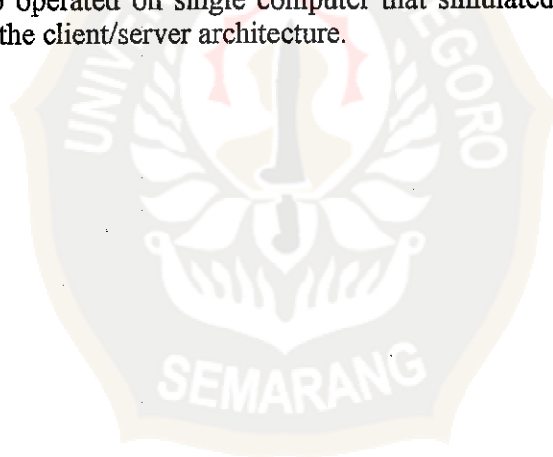 operated on single computer that simulated
the client/server architecture.
SEMARANG